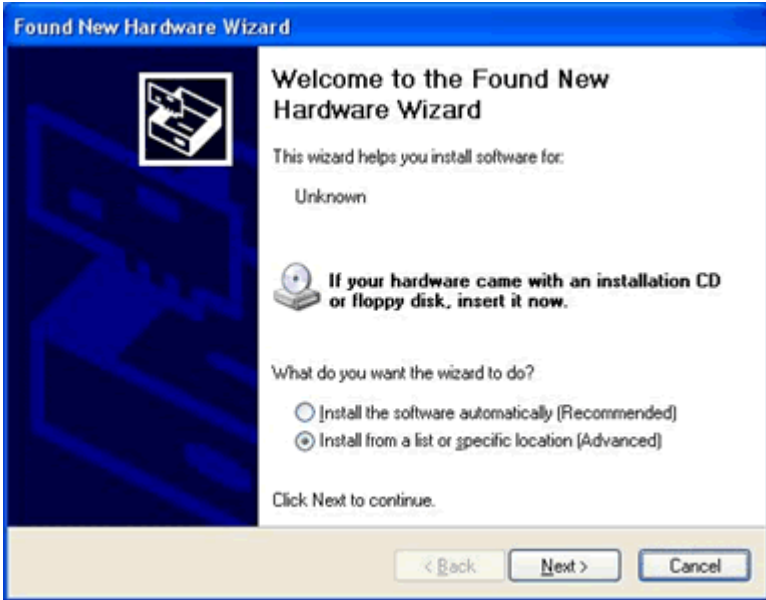 Found New Hardware Wizard
Welcome to the Found New
Hardware Wizard
This wizard helps you install software for:
Unknown
If your hardware came with an installation CD
or floppy disk, insert it now.
What do you want the wizard to do?
Install the software automatically (Recommended)
Install from a list or specific location (Advanced)
Click Next to continue.
< Back
Next >
Cancel